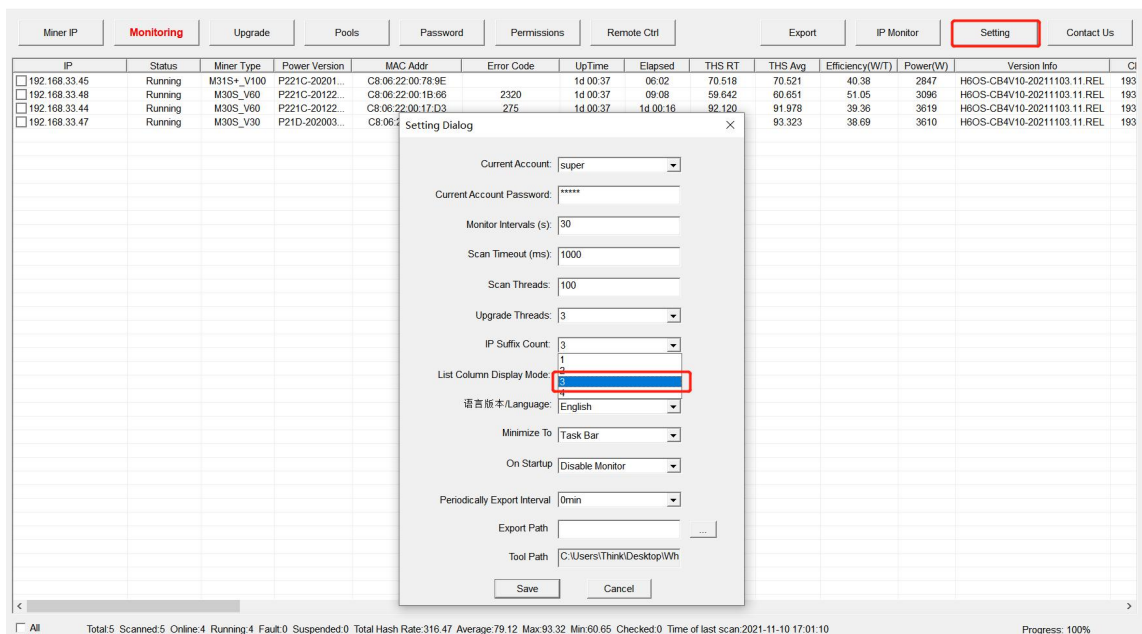 Miner IP Monitoring Upgrade Pools Password Permissions Remote Ctrl Export IP Monitor Setting Contact Us
IP Status Miner Type Power Version MAC Addr Error Code UpTime Elapsed THS RT THS Avg Efficiency(W/T) Power(W) Version Info
192.168.33.45 Running M31S+_V100 P221C-20201... C8:06:22:00:78:9E 1d 00:37 06:02 70.518 70.521 40.38 2847 H6OS-CB4V10-20211103.11.REL 193
192.168.33.48 Running M30S_V60 P221C-20122... C8:06:22:00:1B:66 2320 1d 00:37 09:08 59.642 60.651 51.05 3096 H6OS-CB4V10-20211103.11.REL 193
192.168.33.44 Running M30S_V60 P221C-20122... C8:06:22:00:17:D3 275 1d 00:37 1d 00:16 92.120 91.978 39.36 3619 H6OS-CB4V10-20211103.11.REL 193
192.168.33.47 Running M30S_V30 P21D-202003... C8:06:2 93.323 38.69 3610 H6OS-CB4V10-20211103.11.REL 193
Setting Dialog
Current Account: super
Current Account Password: *****
Monitor Intervals (s): 30
Scan Timeout (ms): 1000
Scan Threads: 100
Upgrade Threads: 3
IP Suffix Count: 3
1
2
List Column Display Mode: 3
4
语言版本/Language: English
Minimize To Task Bar
On Startup Disable Monitor
Periodically Export Interval 0min
Export Path ...
Tool Path C:\Users\Think\Desktop\Wh
Save Cancel
All Total:5 Scanned:5 Online:4 Running:4 Fault:0 Suspended:0 Total Hash Rate:316.47 Average:79.12 Max:93.32 Min:60.65 Checked:0 Time of last scan:2021-11-10 17:01:10 Progress: 100%